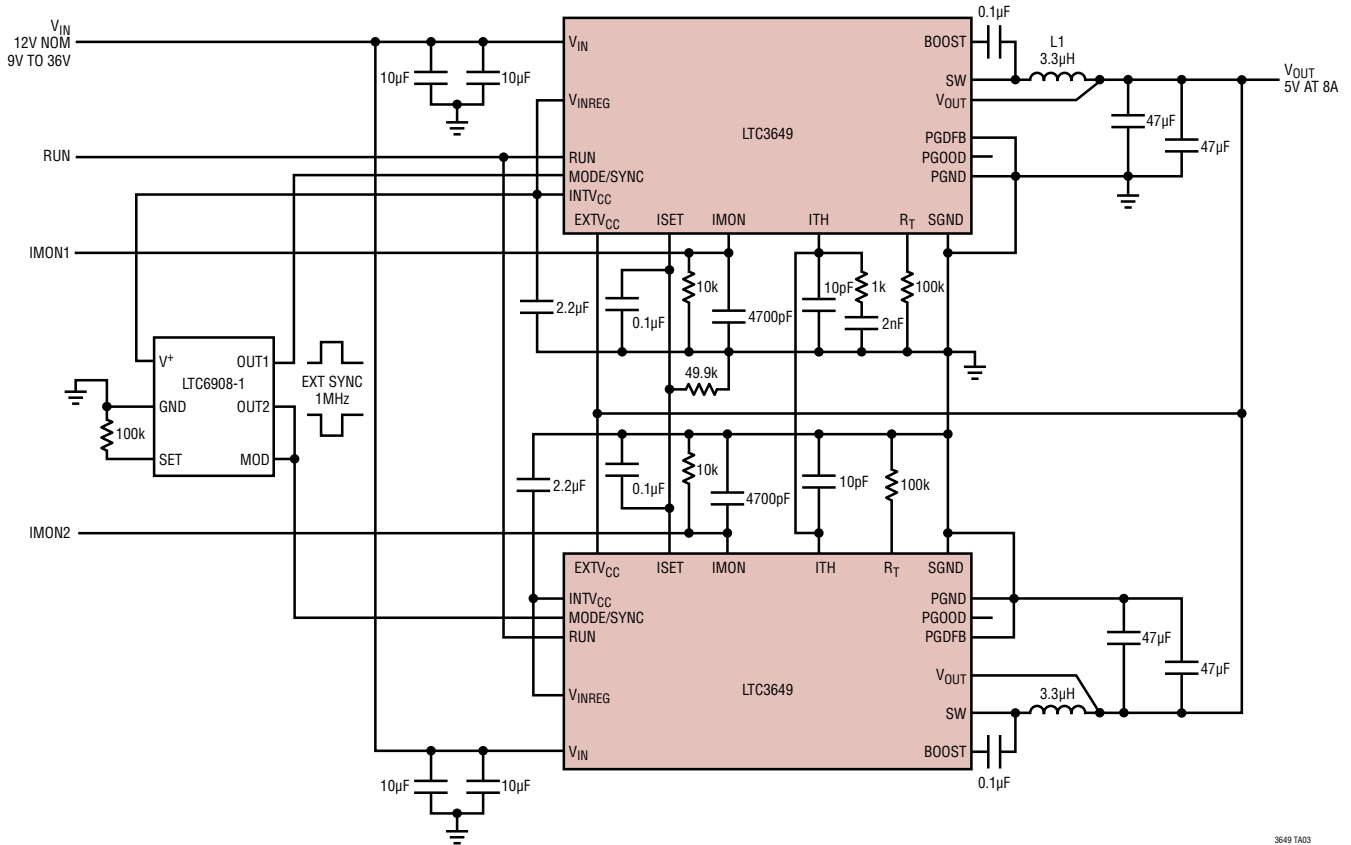 V_IN
12V NOM
9V TO 36V
10µF
10µF
V_IN
BOOST
0.1µF
L1
3.3µH
SW
V_OUT
V_OUT
5V AT 8A
V_INREG
LTC3649
PGDFB
47µF
47µF
RUN
RUN
PGOOD
MODE/SYNC
PGND
INTV_CC
EXTV_CC
ISET
IMON
ITH
R_T
SGND
IMON1
2.2µF
0.1µF
10k
4700pF
10pF
1k
2nF
100k
49.9k
V+
OUT1
LTC6908-1
GND
OUT2
SET
MOD
100k
EXT SYNC
1MHz
2.2µF
0.1µF
10k
4700pF
10pF
100k
IMON2
EXTV_CC
ISET
IMON
ITH
R_T
SGND
INTV_CC
PGND
MODE/SYNC
PGOOD
RUN
PGDFB
47µF
47µF
V_OUT
V_INREG
LTC3649
SW
3.3µH
V_IN
BOOST
0.1µF
10µF
10µF
3649 TA03